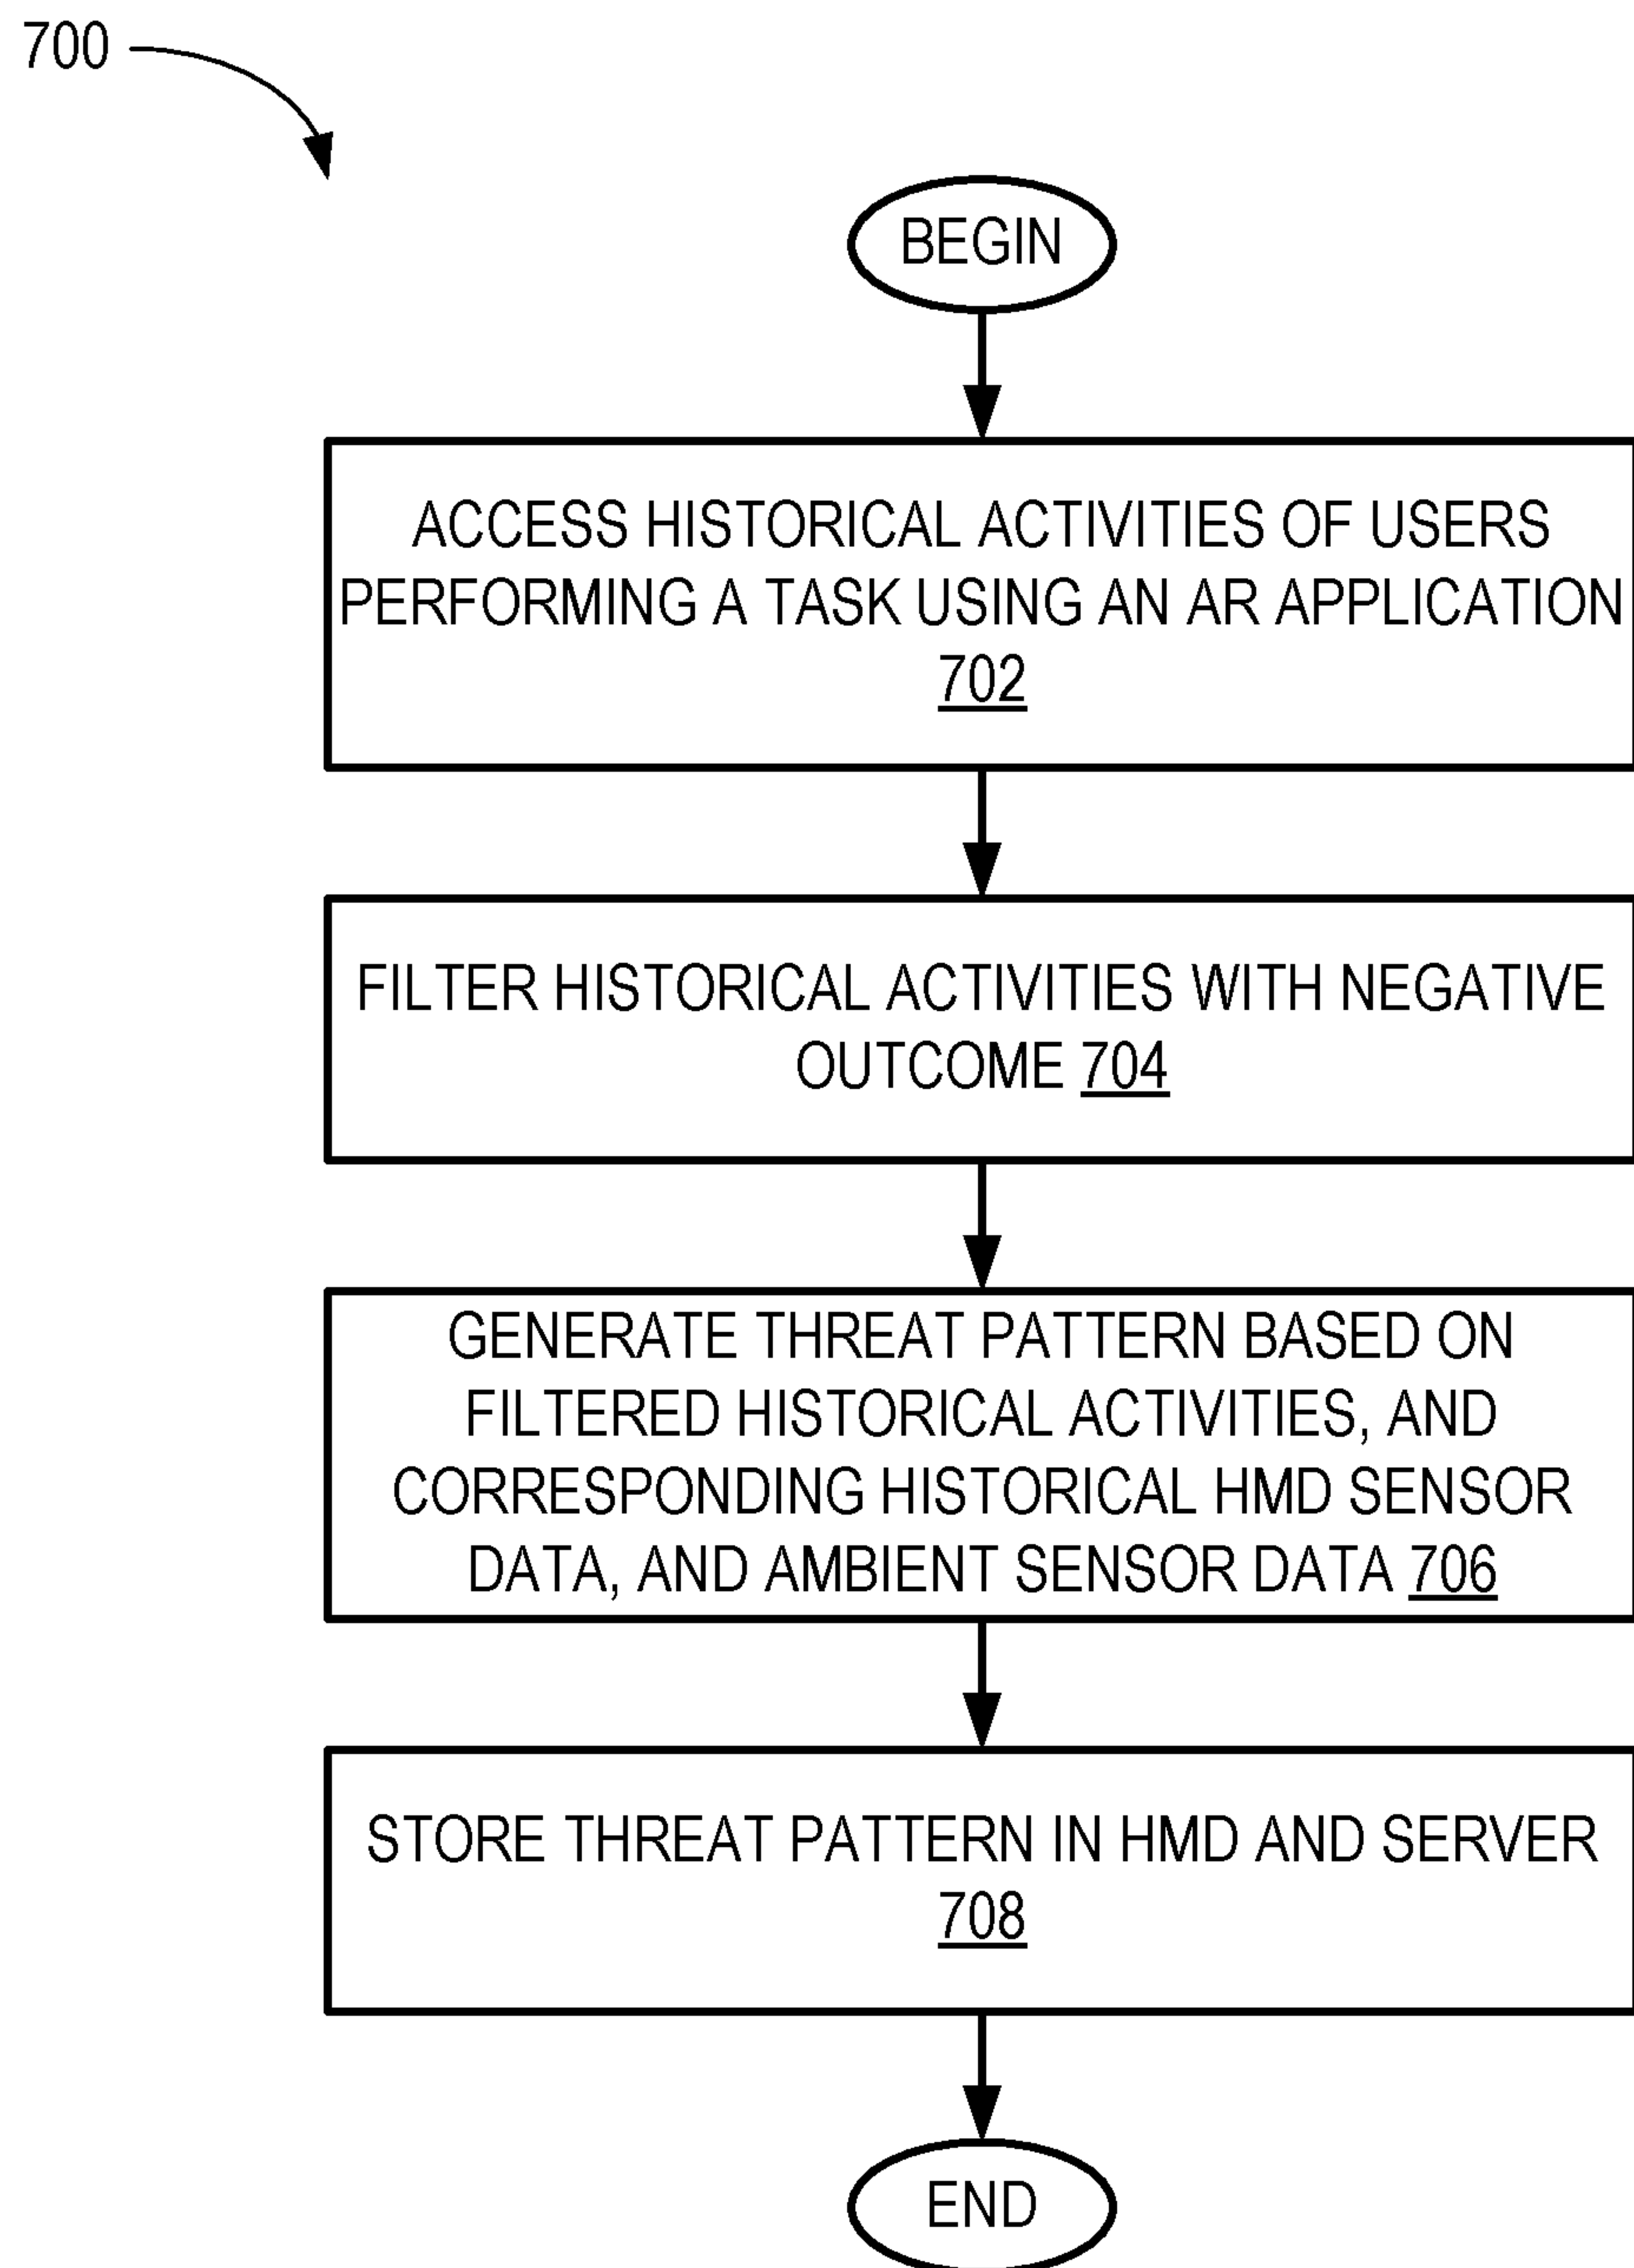 700
BEGIN
ACCESS HISTORICAL ACTIVITIES OF USERS
PERFORMING A TASK USING AN AR APPLICATION
702
FILTER HISTORICAL ACTIVITIES WITH NEGATIVE
OUTCOME 704
GENERATE THREAT PATTERN BASED ON
FILTERED HISTORICAL ACTIVITIES, AND
CORRESPONDING HISTORICAL HMD SENSOR
DATA, AND AMBIENT SENSOR DATA 706
STORE THREAT PATTERN IN HMD AND SERVER
708
END